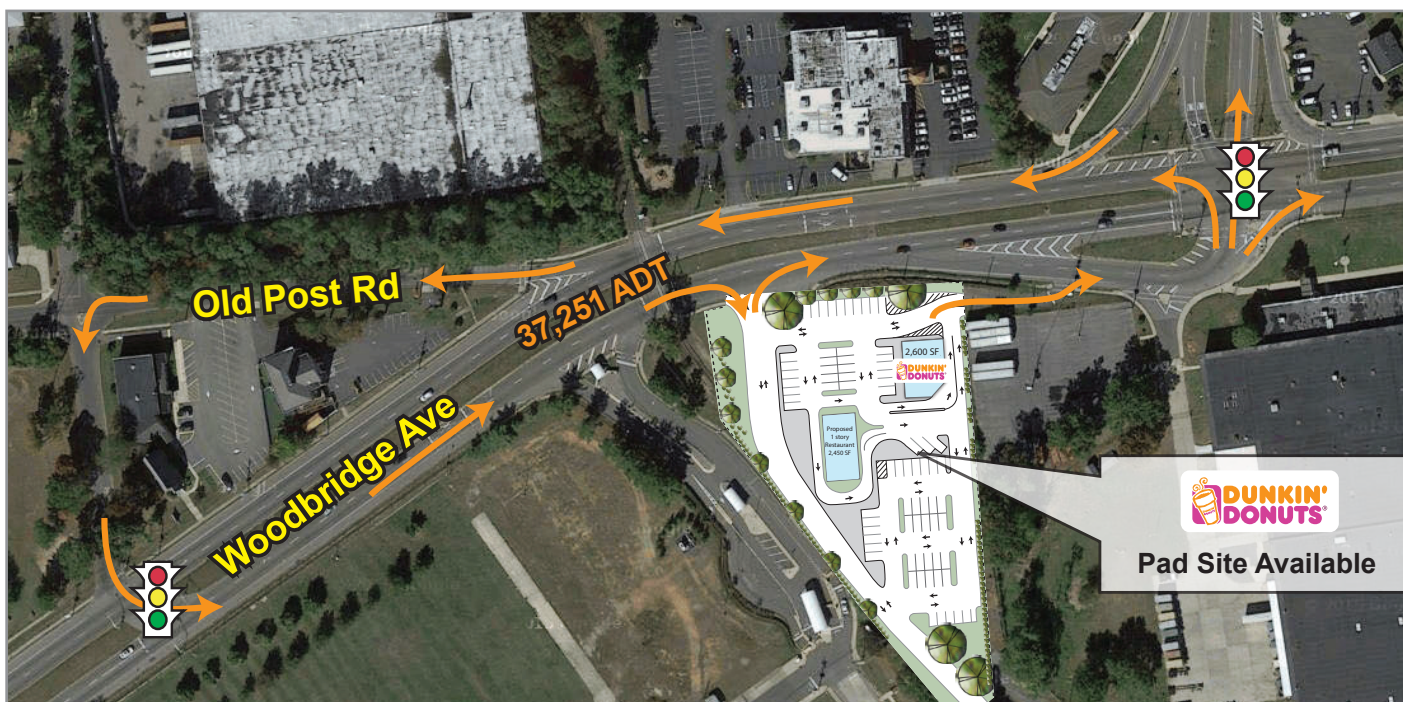 Old Post Rd
37,251 ADT
Woodbridge Ave
2,600 SF
DUNKIN'
DONUTS
Proposed
1 story
Restaurant
2,450 SF
DUNKIN'
DONUTS®
Pad Site Available